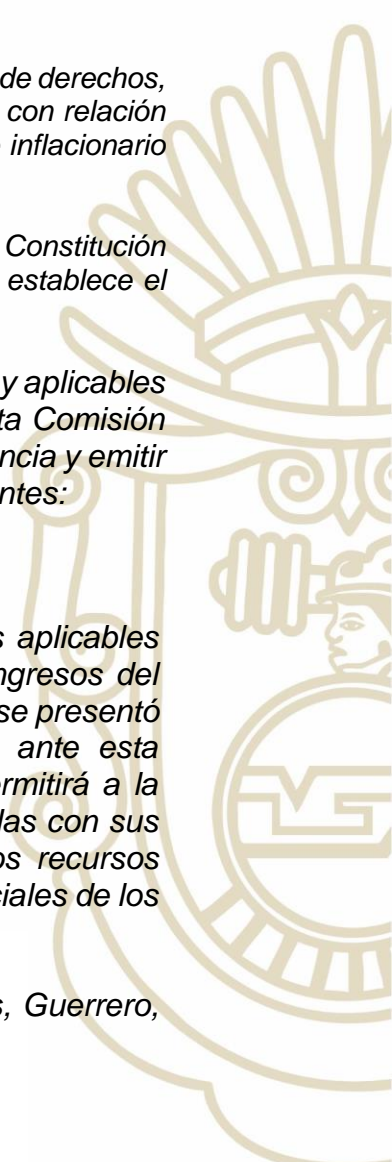 de derechos,
con relación
inflacionario
Constitución
establece el
y aplicables
ta Comisión
ncia y emitir
ntes:
s aplicables
ngresos del
se presentó
ante esta
ermitirá a la
das con sus
os recursos
ciales de los
s, Guerrero,